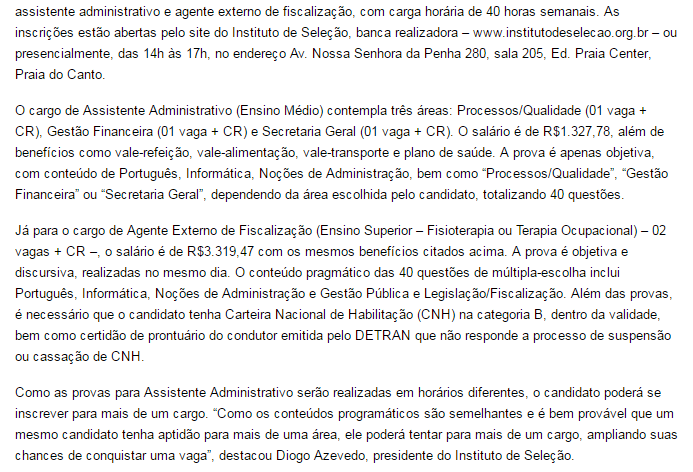 assistente administrativo e agente externo de fiscalização, com carga horária de 40 horas semanais. As
inscrições estão abertas pelo site do Instituto de Seleção, banca realizadora – www.institutodeselecao.org.br – ou
presencialmente, das 14h às 17h, no endereço Av. Nossa Senhora da Penha 280, sala 205, Ed. Praia Center,
Praia do Canto.
O cargo de Assistente Administrativo (Ensino Médio) contempla três áreas: Processos/Qualidade (01 vaga +
CR), Gestão Financeira (01 vaga + CR) e Secretaria Geral (01 vaga + CR). O salário é de R$1.327,78, além de
benefícios como vale-refeição, vale-alimentação, vale-transporte e plano de saúde. A prova é apenas objetiva,
com conteúdo de Português, Informática, Noções de Administração, bem como “Processos/Qualidade”, “Gestão
Financeira” ou “Secretaria Geral”, dependendo da área escolhida pelo candidato, totalizando 40 questões.
Já para o cargo de Agente Externo de Fiscalização (Ensino Superior – Fisioterapia ou Terapia Ocupacional) – 02
vagas + CR –, o salário é de R$3.319,47 com os mesmos benefícios citados acima. A prova é objetiva e
discursiva, realizadas no mesmo dia. O conteúdo pragmático das 40 questões de múltipla-escolha inclui
Português, Informática, Noções de Administração e Gestão Pública e Legislação/Fiscalização. Além das provas,
é necessário que o candidato tenha Carteira Nacional de Habilitação (CNH) na categoria B, dentro da validade,
bem como certidão de prontuário do condutor emitida pelo DETRAN que não responde a processo de suspensão
ou cassação de CNH.
Como as provas para Assistente Administrativo serão realizadas em horários diferentes, o candidato poderá se
inscrever para mais de um cargo. “Como os conteúdos programáticos são semelhantes e é bem provável que um
mesmo candidato tenha aptidão para mais de uma área, ele poderá tentar para mais de um cargo, ampliando suas
chances de conquistar uma vaga”, destacou Diogo Azevedo, presidente do Instituto de Seleção.